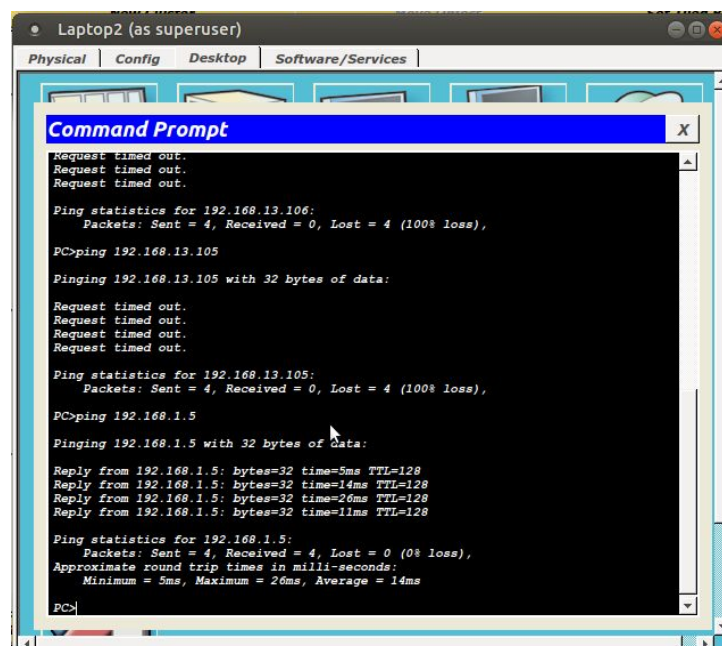 Laptop2 (as superuser)
Physical Config Desktop Software/Services
Command Prompt
X
Request timed out.
Request timed out.
Request timed out.
Ping statistics for 192.168.13.106:
Packets: Sent = 4, Received = 0, Lost = 4 (100% loss),
PC>ping 192.168.13.105
Pinging 192.168.13.105 with 32 bytes of data:
Request timed out.
Request timed out.
Request timed out.
Request timed out.
Ping statistics for 192.168.13.105:
Packets: Sent = 4, Received = 0, Lost = 4 (100% loss),
PC>ping 192.168.1.5
Pinging 192.168.1.5 with 32 bytes of data:
Reply from 192.168.1.5: bytes=32 time=5ms TTL=128
Reply from 192.168.1.5: bytes=32 time=14ms TTL=128
Reply from 192.168.1.5: bytes=32 time=26ms TTL=128
Reply from 192.168.1.5: bytes=32 time=11ms TTL=128
Ping statistics for 192.168.1.5:
Packets: Sent = 4, Received = 4, Lost = 0 (0% loss),
Approximate round trip times in milli-seconds:
Minimum = 5ms, Maximum = 26ms, Average = 14ms
PC>